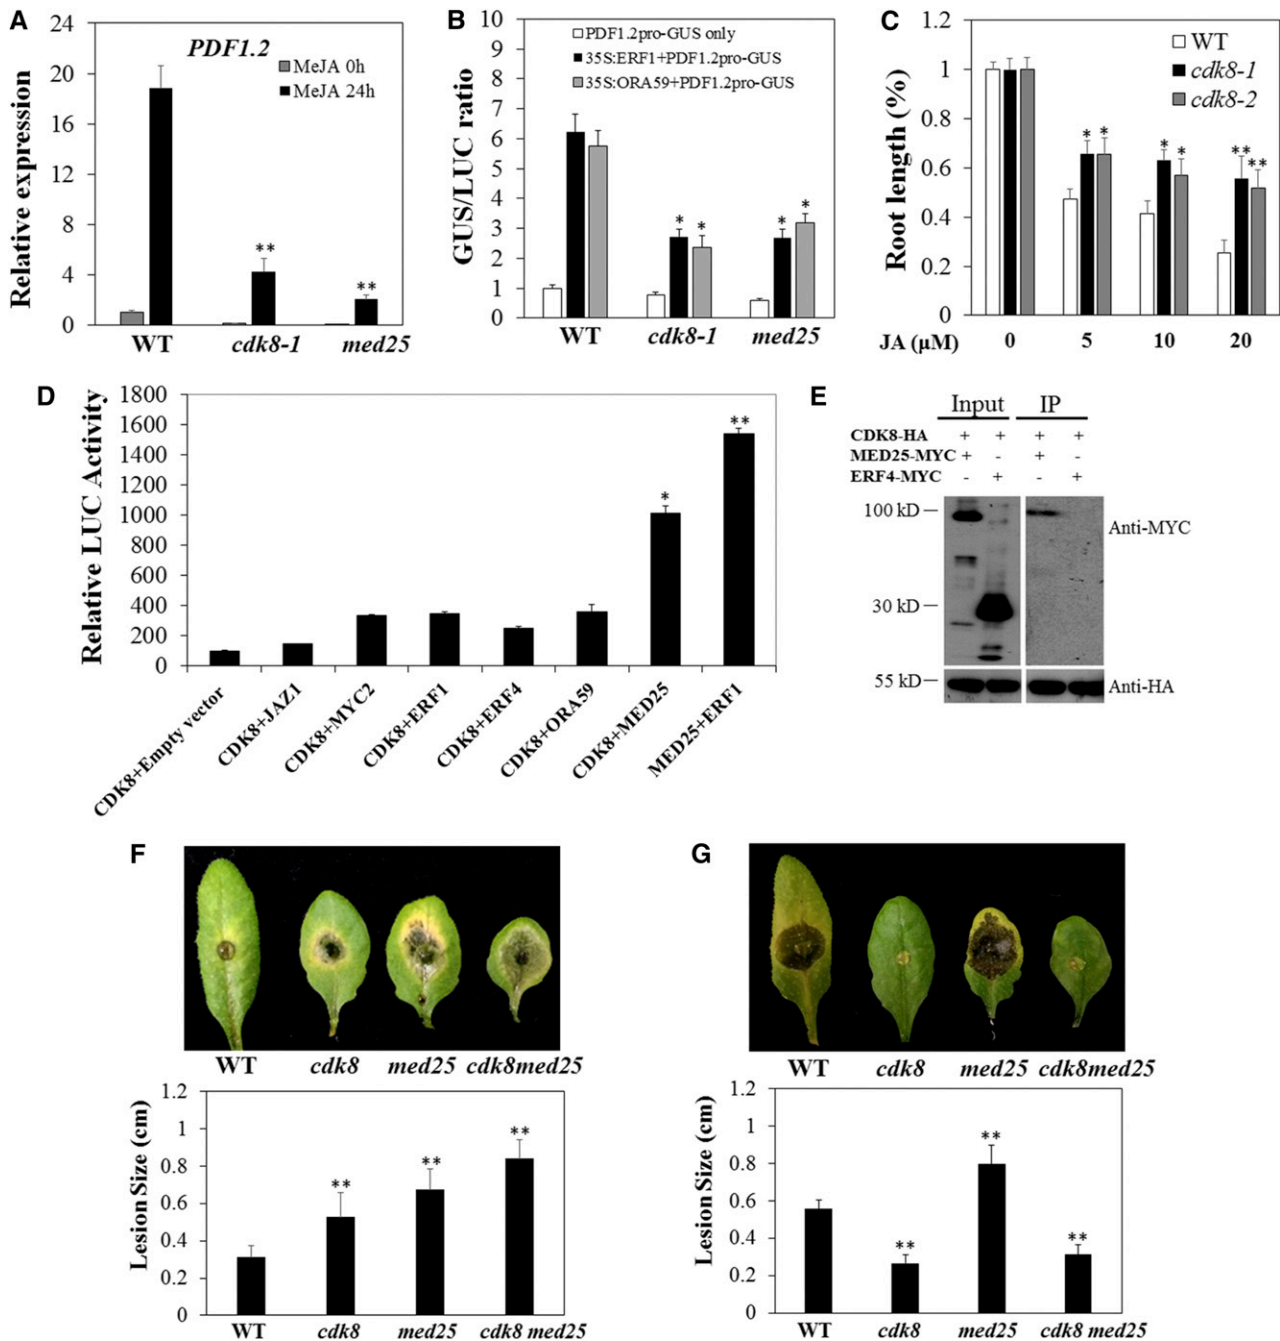 A
24
20
16
12
8
4
0
Relative expression
PDF1.2
MeJA 0h
MeJA 24h
**
**
WT
cdk8-1
med25
B
10
9
8
7
6
5
4
3
2
1
0
GUS/LUC ratio
PDF1.2pro-GUS only
35S:ERF1+PDF1.2pro-GUS
35S:ORA59+PDF1.2pro-GUS
* * * *
WT
cdk8-1
med25
C
1.2
1
0.8
0.6
0.4
0.2
0
Root length (%)
WT
cdk8-1
cdk8-2
* * * * ** **
JA (µM) 0 5 10 20
D
1800
1600
1400
1200
1000
800
600
400
200
0
Relative LUC Activity
*
**
CDK8+Empty vector
CDK8+JAZ1
CDK8+MYC2
CDK8+ERF1
CDK8+ERF4
CDK8+ORA59
CDK8+MED25
MED25+ERF1
E
Input IP
CDK8-HA + + + +
MED25-MYC + - + -
ERF4-MYC - + - +
100 kD
30 kD
55 kD
Anti-MYC
Anti-HA
F
WT cdk8 med25 cdk8med25
1.2
1
0.8
0.6
0.4
0.2
0
Lesion Size (cm)
** ** **
WT cdk8 med25 cdk8 med25
G
WT cdk8 med25 cdk8med25
1.2
1
0.8
0.6
0.4
0.2
0
Lesion Size (cm)
** ** **
WT cdk8 med25 cdk8 med25